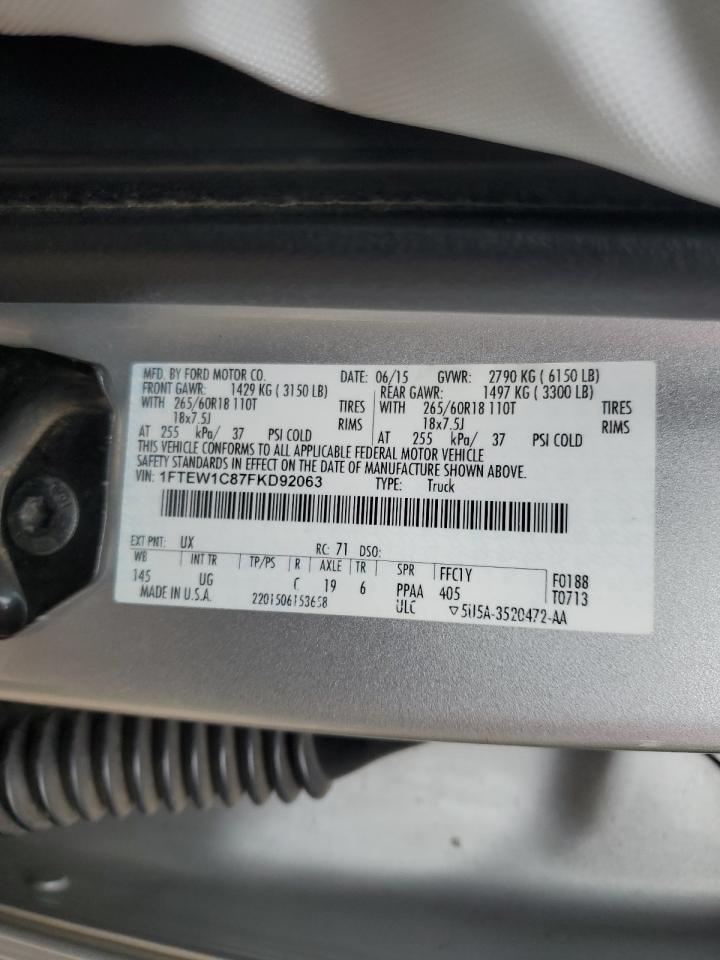 MFD. BY FORD MOTOR CO. DATE: 06/15 GVWR: 2790 KG ( 6150 LB)
FRONT GAWR: 1429 KG ( 3150 LB) REAR GAWR: 1497 KG ( 3300 LB)
WITH 265/60R18 110T TIRES WITH 265/60R18 110T TIRES
18x7.5J RIMS 18x7.5J RIMS
AT 255 kPa/ 37 PSI COLD AT 255 kPa/ 37 PSI COLD
THIS VEHICLE CONFORMS TO ALL APPLICABLE FEDERAL MOTOR VEHICLE
SAFETY STANDARDS IN EFFECT ON THE DATE OF MANUFACTURE SHOWN ABOVE.
VIN: 1FTEW1C87FKD92063 TYPE: Truck
EXT PNT: UX RC: 71 DSO:
WB INT TR TP/PS R AXLE TR SPR FFC1Y F0188
145 UG C 19 6 PPAA 405 T0713
MADE IN U.S.A. 2201506153658 ULC ▽5U5A-3520472-AA